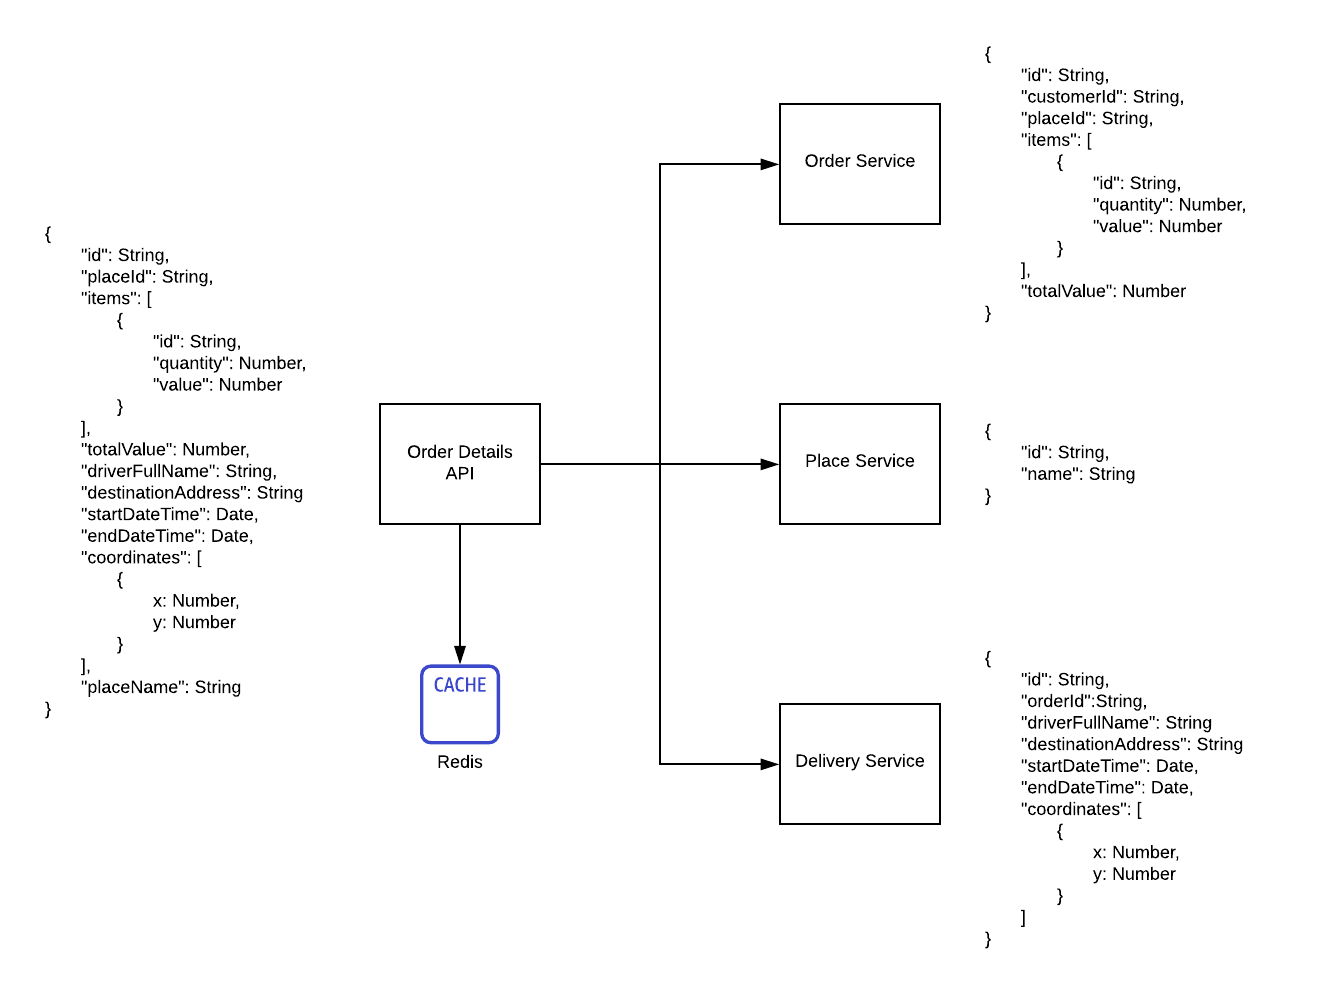 {
"id": String,
"placeId": String,
"items": [
{
"id": String,
"quantity": Number,
"value": Number
}
],
"totalValue": Number,
"driverFullName": String,
"destinationAddress": String
"startDateTime": Date,
"endDateTime": Date,
"coordinates": [
{
x: Number,
y: Number
}
],
"placeName": String
}
Order Details
API
CACHE
Redis
Order Service
{
"id": String,
"customerId": String,
"placeId": String,
"items": [
{
"id": String,
"quantity": Number,
"value": Number
}
],
"totalValue": Number
}
Place Service
{
"id": String,
"name": String
}
Delivery Service
{
"id": String,
"orderId":String,
"driverFullName": String
"destinationAddress": String
"startDateTime": Date,
"endDateTime": Date,
"coordinates": [
{
x: Number,
y: Number
}
]
}